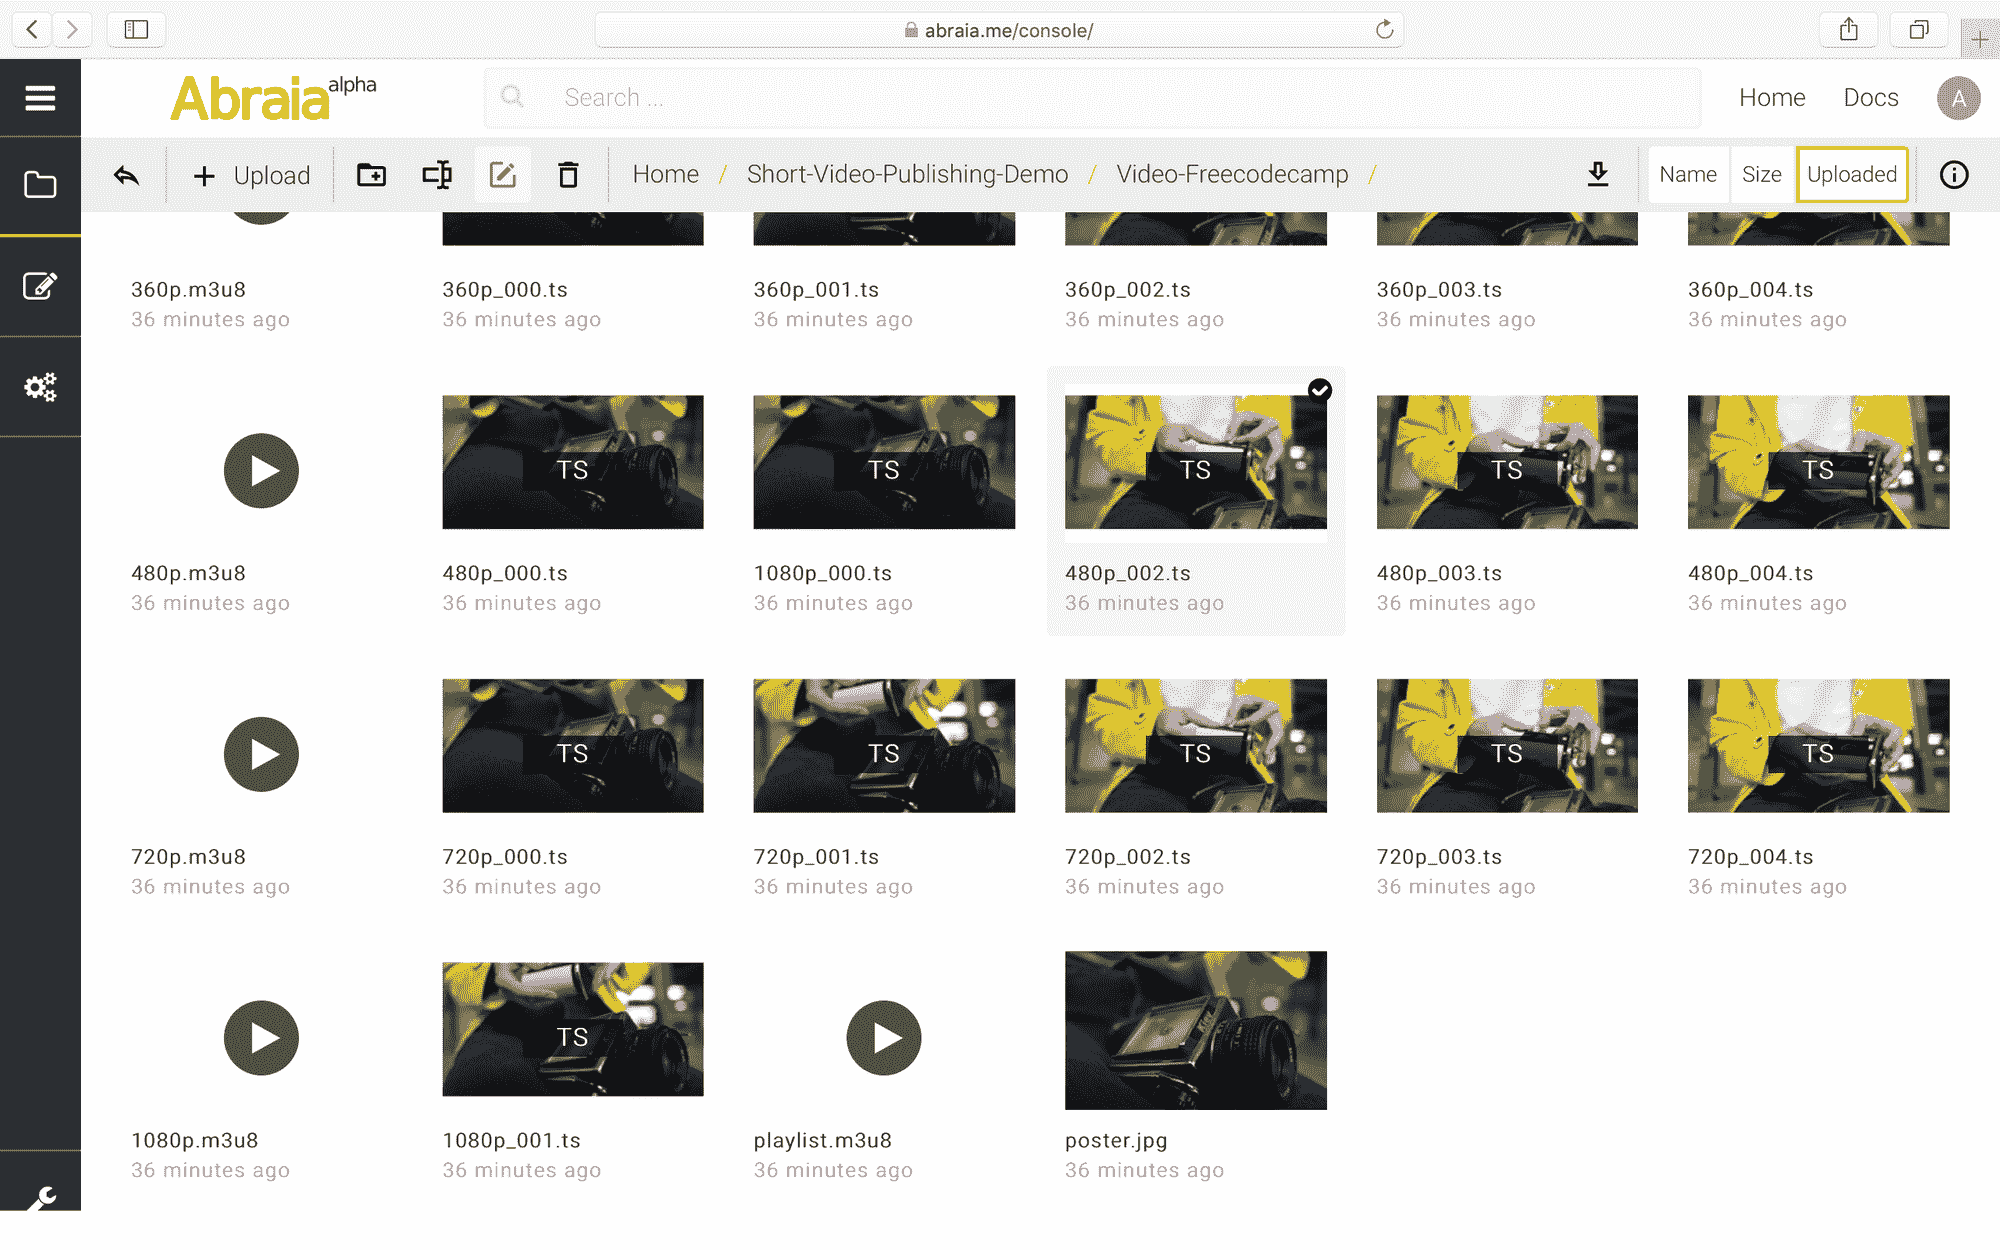 abraia.me/console/
Abraia alpha
Search ...
Home Docs A
Upload Home / Short-Video-Publishing-Demo / Video-Freecodecamp / Name Size Uploaded
360p.m3u8 360p_000.ts 360p_001.ts 360p_002.ts 360p_003.ts 360p_004.ts
36 minutes ago 36 minutes ago 36 minutes ago 36 minutes ago 36 minutes ago 36 minutes ago
TS TS TS TS TS
480p.m3u8 480p_000.ts 1080p_000.ts 480p_002.ts 480p_003.ts 480p_004.ts
36 minutes ago 36 minutes ago 36 minutes ago 36 minutes ago 36 minutes ago 36 minutes ago
TS TS TS TS TS
720p.m3u8 720p_000.ts 720p_001.ts 720p_002.ts 720p_003.ts 720p_004.ts
36 minutes ago 36 minutes ago 36 minutes ago 36 minutes ago 36 minutes ago 36 minutes ago
TS
1080p.m3u8 1080p_001.ts playlist.m3u8 poster.jpg
36 minutes ago 36 minutes ago 36 minutes ago 36 minutes ago